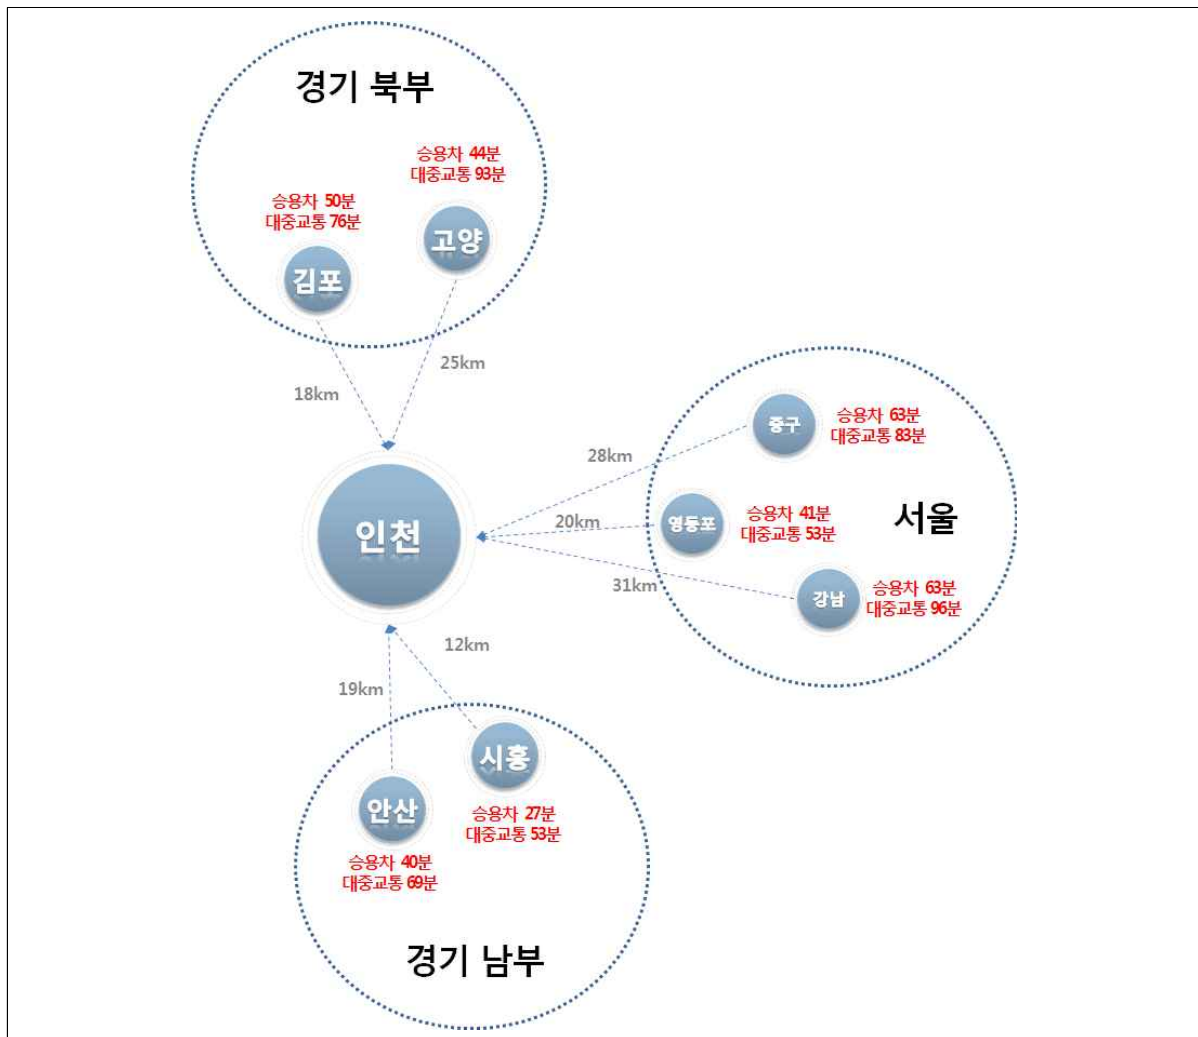 경기 북부
승용차 44분
대중교통 93분
승용차 50분
대중교통 76분
고양
김포
25km
18km
중구
승용차 63분
대중교통 83분
28km
인천
20km
영등포
승용차 41분
대중교통 53분
서울
31km
강남
승용차 63분
대중교통 96분
12km
19km
시흥
안산
승용차 27분
대중교통 53분
승용차 40분
대중교통 69분
경기 남부